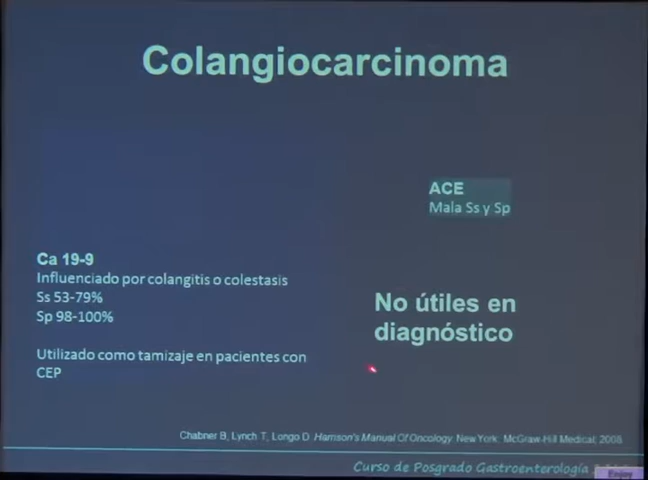 Colangiocarcinoma
ACE
Mala Ss y Sp
Ca 19-9
Influenciado por colangitis o colestasis
Ss 53-79%
Sp 98-100%
Utilizado como tamizaje en pacientes con
CEP
No útiles en
diagnóstico
Chabner B, Lynch T, Longo D. Harrison's Manual Of Oncology. New York: McGraw-Hill Medical; 2008
Curso de Posgrado Gastroenterología